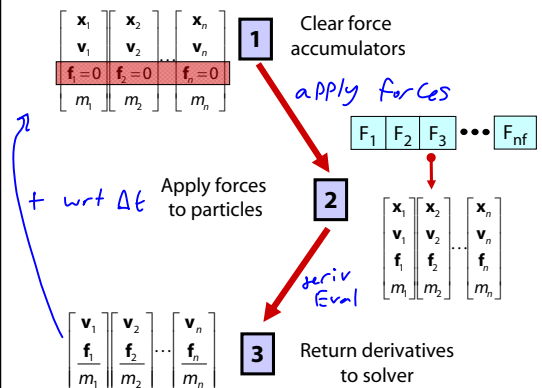 x₁ x₂ xₙ
v₁ v₂ ... vₙ
f₁=0 f₂=0 fₙ=0
m₁ m₂ mₙ
1
Clear force
accumulators
apply forces
F₁ F₂ F₃ ••• Fnf
+ wrt Δt
Apply forces
to particles
2
x₁ x₂ xₙ
v₁ v₂ ... vₙ
f₁ f₂ fₙ
m₁ m₂ mₙ
deriv
Eval
v₁ v₂ vₙ
f₁ f₂ ... fₙ
m₁ m₂ mₙ
3
Return derivatives
to solver